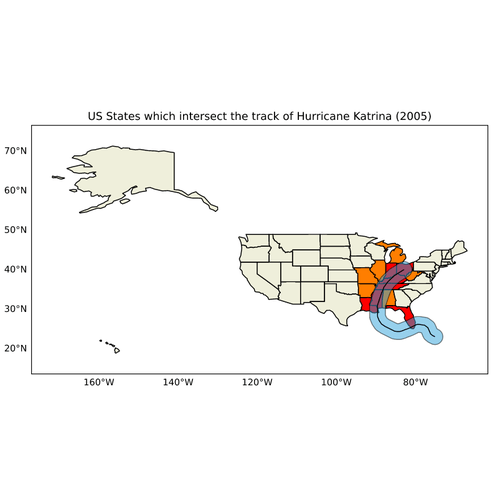 US States which intersect the track of Hurricane Katrina (2005)
70°N
60°N
50°N
40°N
30°N
20°N
160°W 140°W 120°W 100°W 80°W